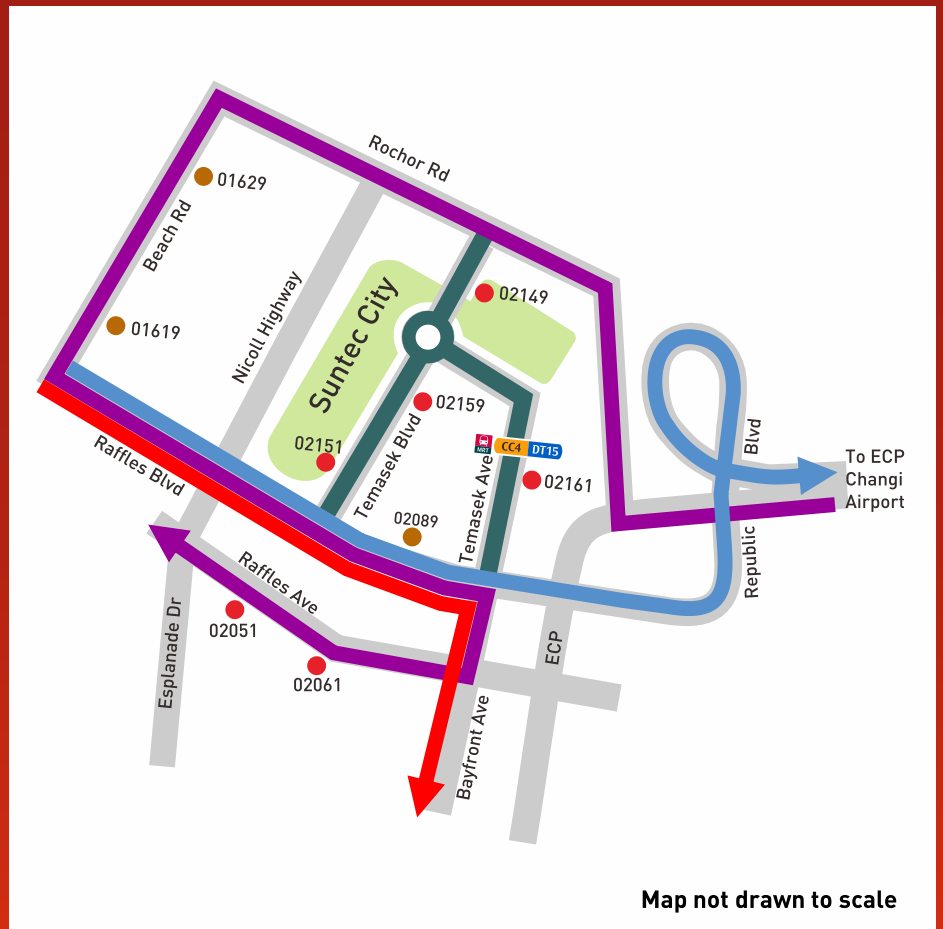 Rochor Rd
01629
Beach Rd
01619
Nicoll Highway
Suntec City
02149
02159
02151
Temasek Blvd
MRT
CC4 DT15
02161
Temasek Ave
02089
Raffles Blvd
Blvd
Republic
To ECP
Changi
Airport
Raffles Ave
02051
02061
Esplanade Dr
ECP
Bayfront Ave
Map not drawn to scale